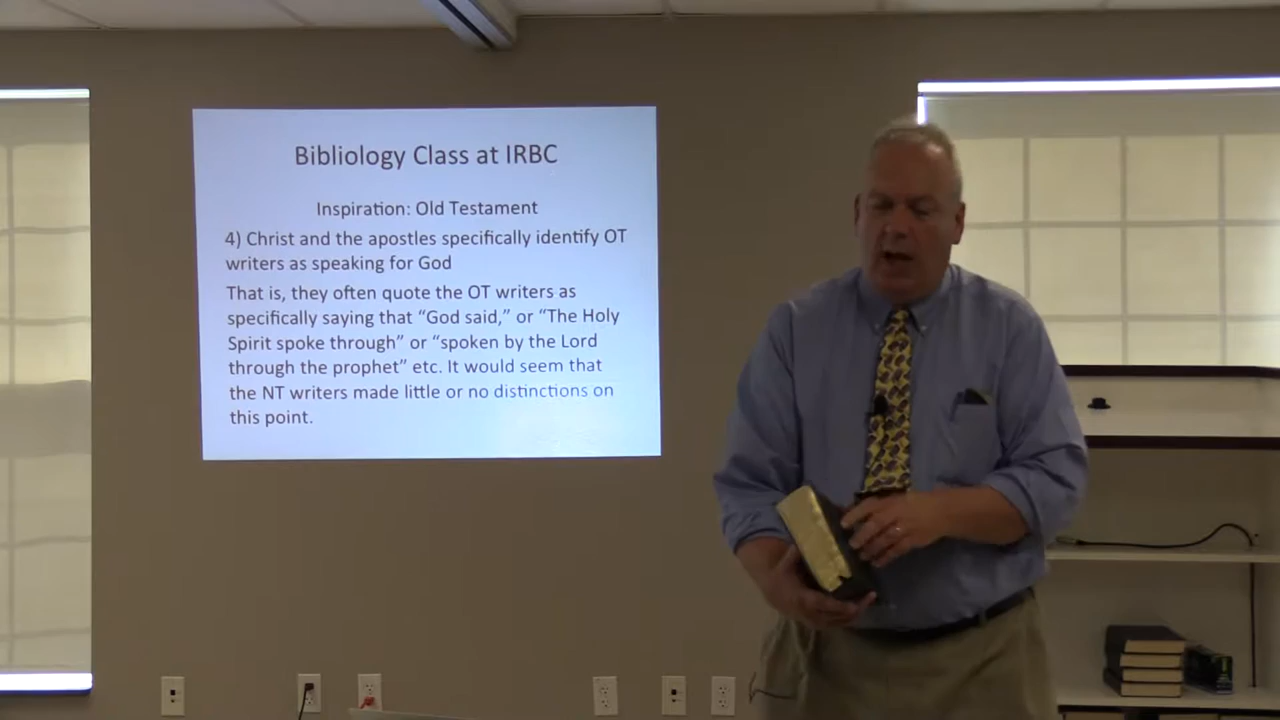 Bibliology Class at IRBC
Inspiration: Old Testament
4) Christ and the apostles specifically identify OT
writers as speaking for God
That is, they often quote the OT writers as
specifically saying that “God said,” or “The Holy
Spirit spoke through” or “spoken by the Lord
through the prophet” etc. It would seem that
the NT writers made little or no distinctions on
this point.